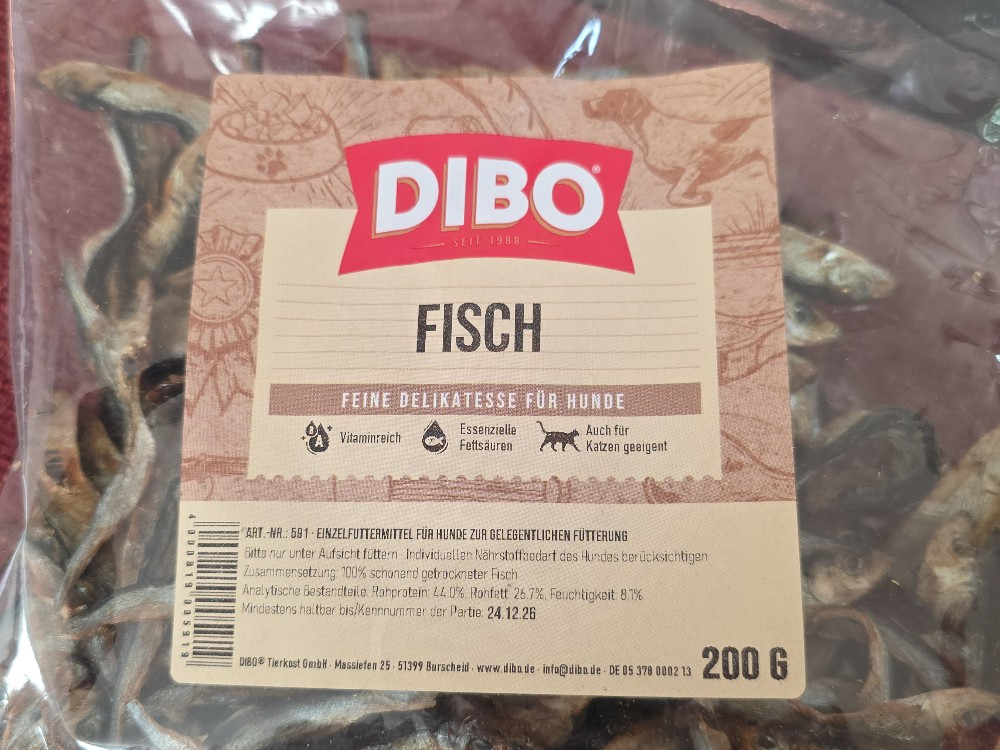 DIBO®
SEIT 1988
FISCH
FEINE DELIKATESSE FÜR HUNDE
Vitaminreich
Essenzielle
Fettsäuren
Auch für
Katzen geeigent
ART.-NR.: 591 · EINZELFUTTERMITTEL FÜR HUNDE ZUR GELEGENTLICHEN FÜTTERUNG
Bitte nur unter Aufsicht füttern · Individuellen Nährstoffbedarf des Hundes berücksichtigen
Zusammensetzung: 100% schonend getrockneter Fisch
Analytische Bestandteile: Rohprotein: 44.0%, Rohfett: 26.7%, Feuchtigkeit: 8.1%
Mindestens haltbar bis/Kennnummer der Partie: 24.12.26
DIBO® Tierkost GmbH · Massiefen 25 · 51399 Burscheid · www.dibo.de · info@dibo.de · DE 05 378 0002 13
200 G
4 000819 005919